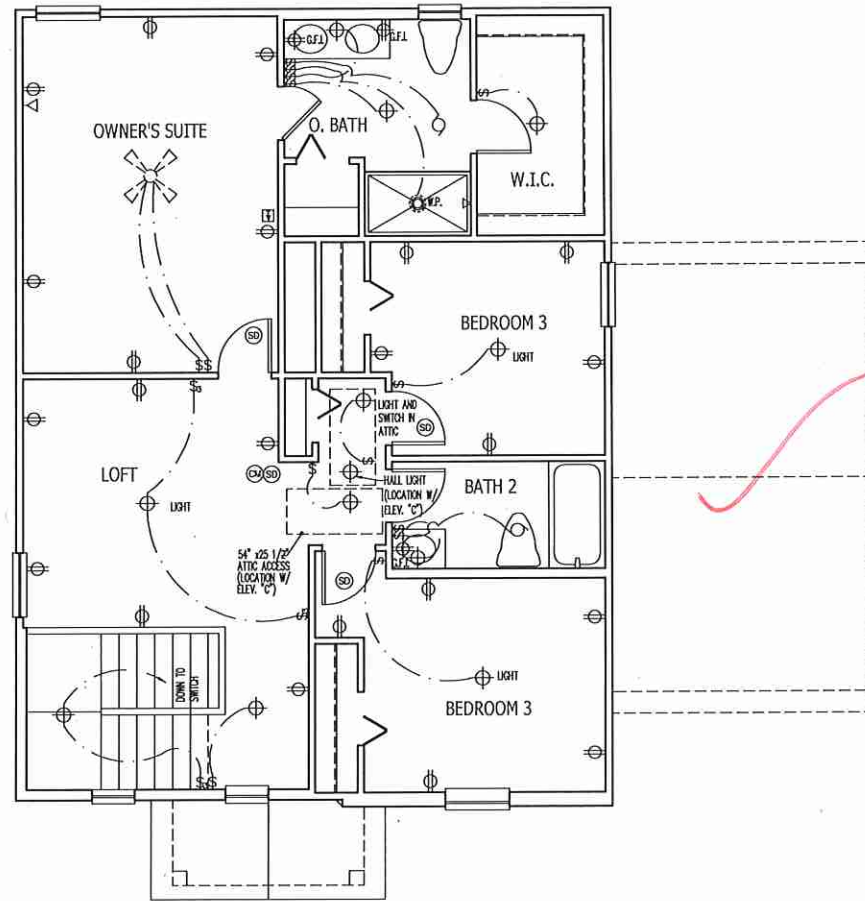 G.F.I.
G.F.I.
OWNER'S SUITE
O. BATH
W.I.C.
W.P.
SD
BEDROOM 3
LIGHT
LIGHT AND
SWITCH IN
ATTIC
SD
LOFT
CM SD
HALL LIGHT
(LOCATION W/
ELEV. "C")
BATH 2
LIGHT
54" x25 1/2"
ATTIC ACCESS
(LOCATION W/
ELEV. "C")
G.F.I.
SD
DOWN TO
SWITCH
LIGHT
BEDROOM 3